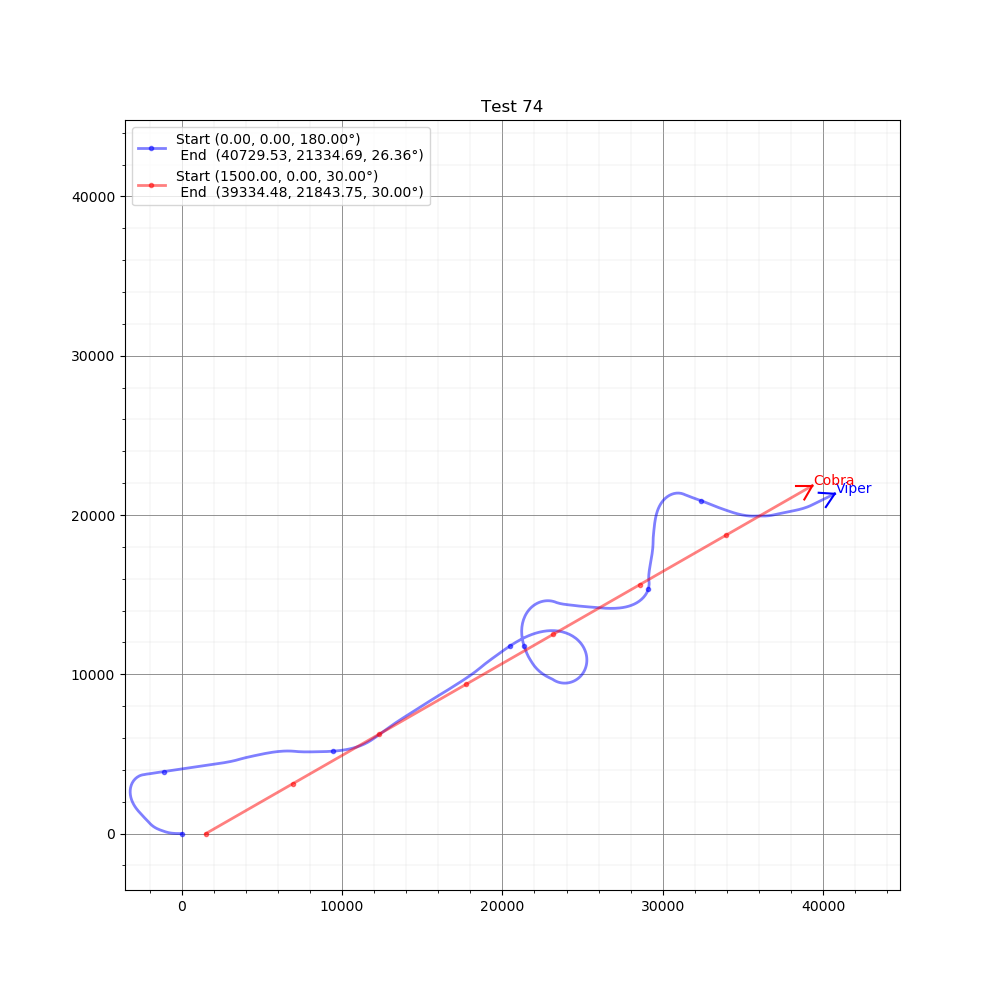 Test 74
Start (0.00, 0.00, 180.00°)
End (40729.53, 21334.69, 26.36°)
Start (1500.00, 0.00, 30.00°)
End (39334.48, 21843.75, 30.00°)
40000
30000
20000
10000
0
Cobra
Viper
0
10000
20000
30000
40000